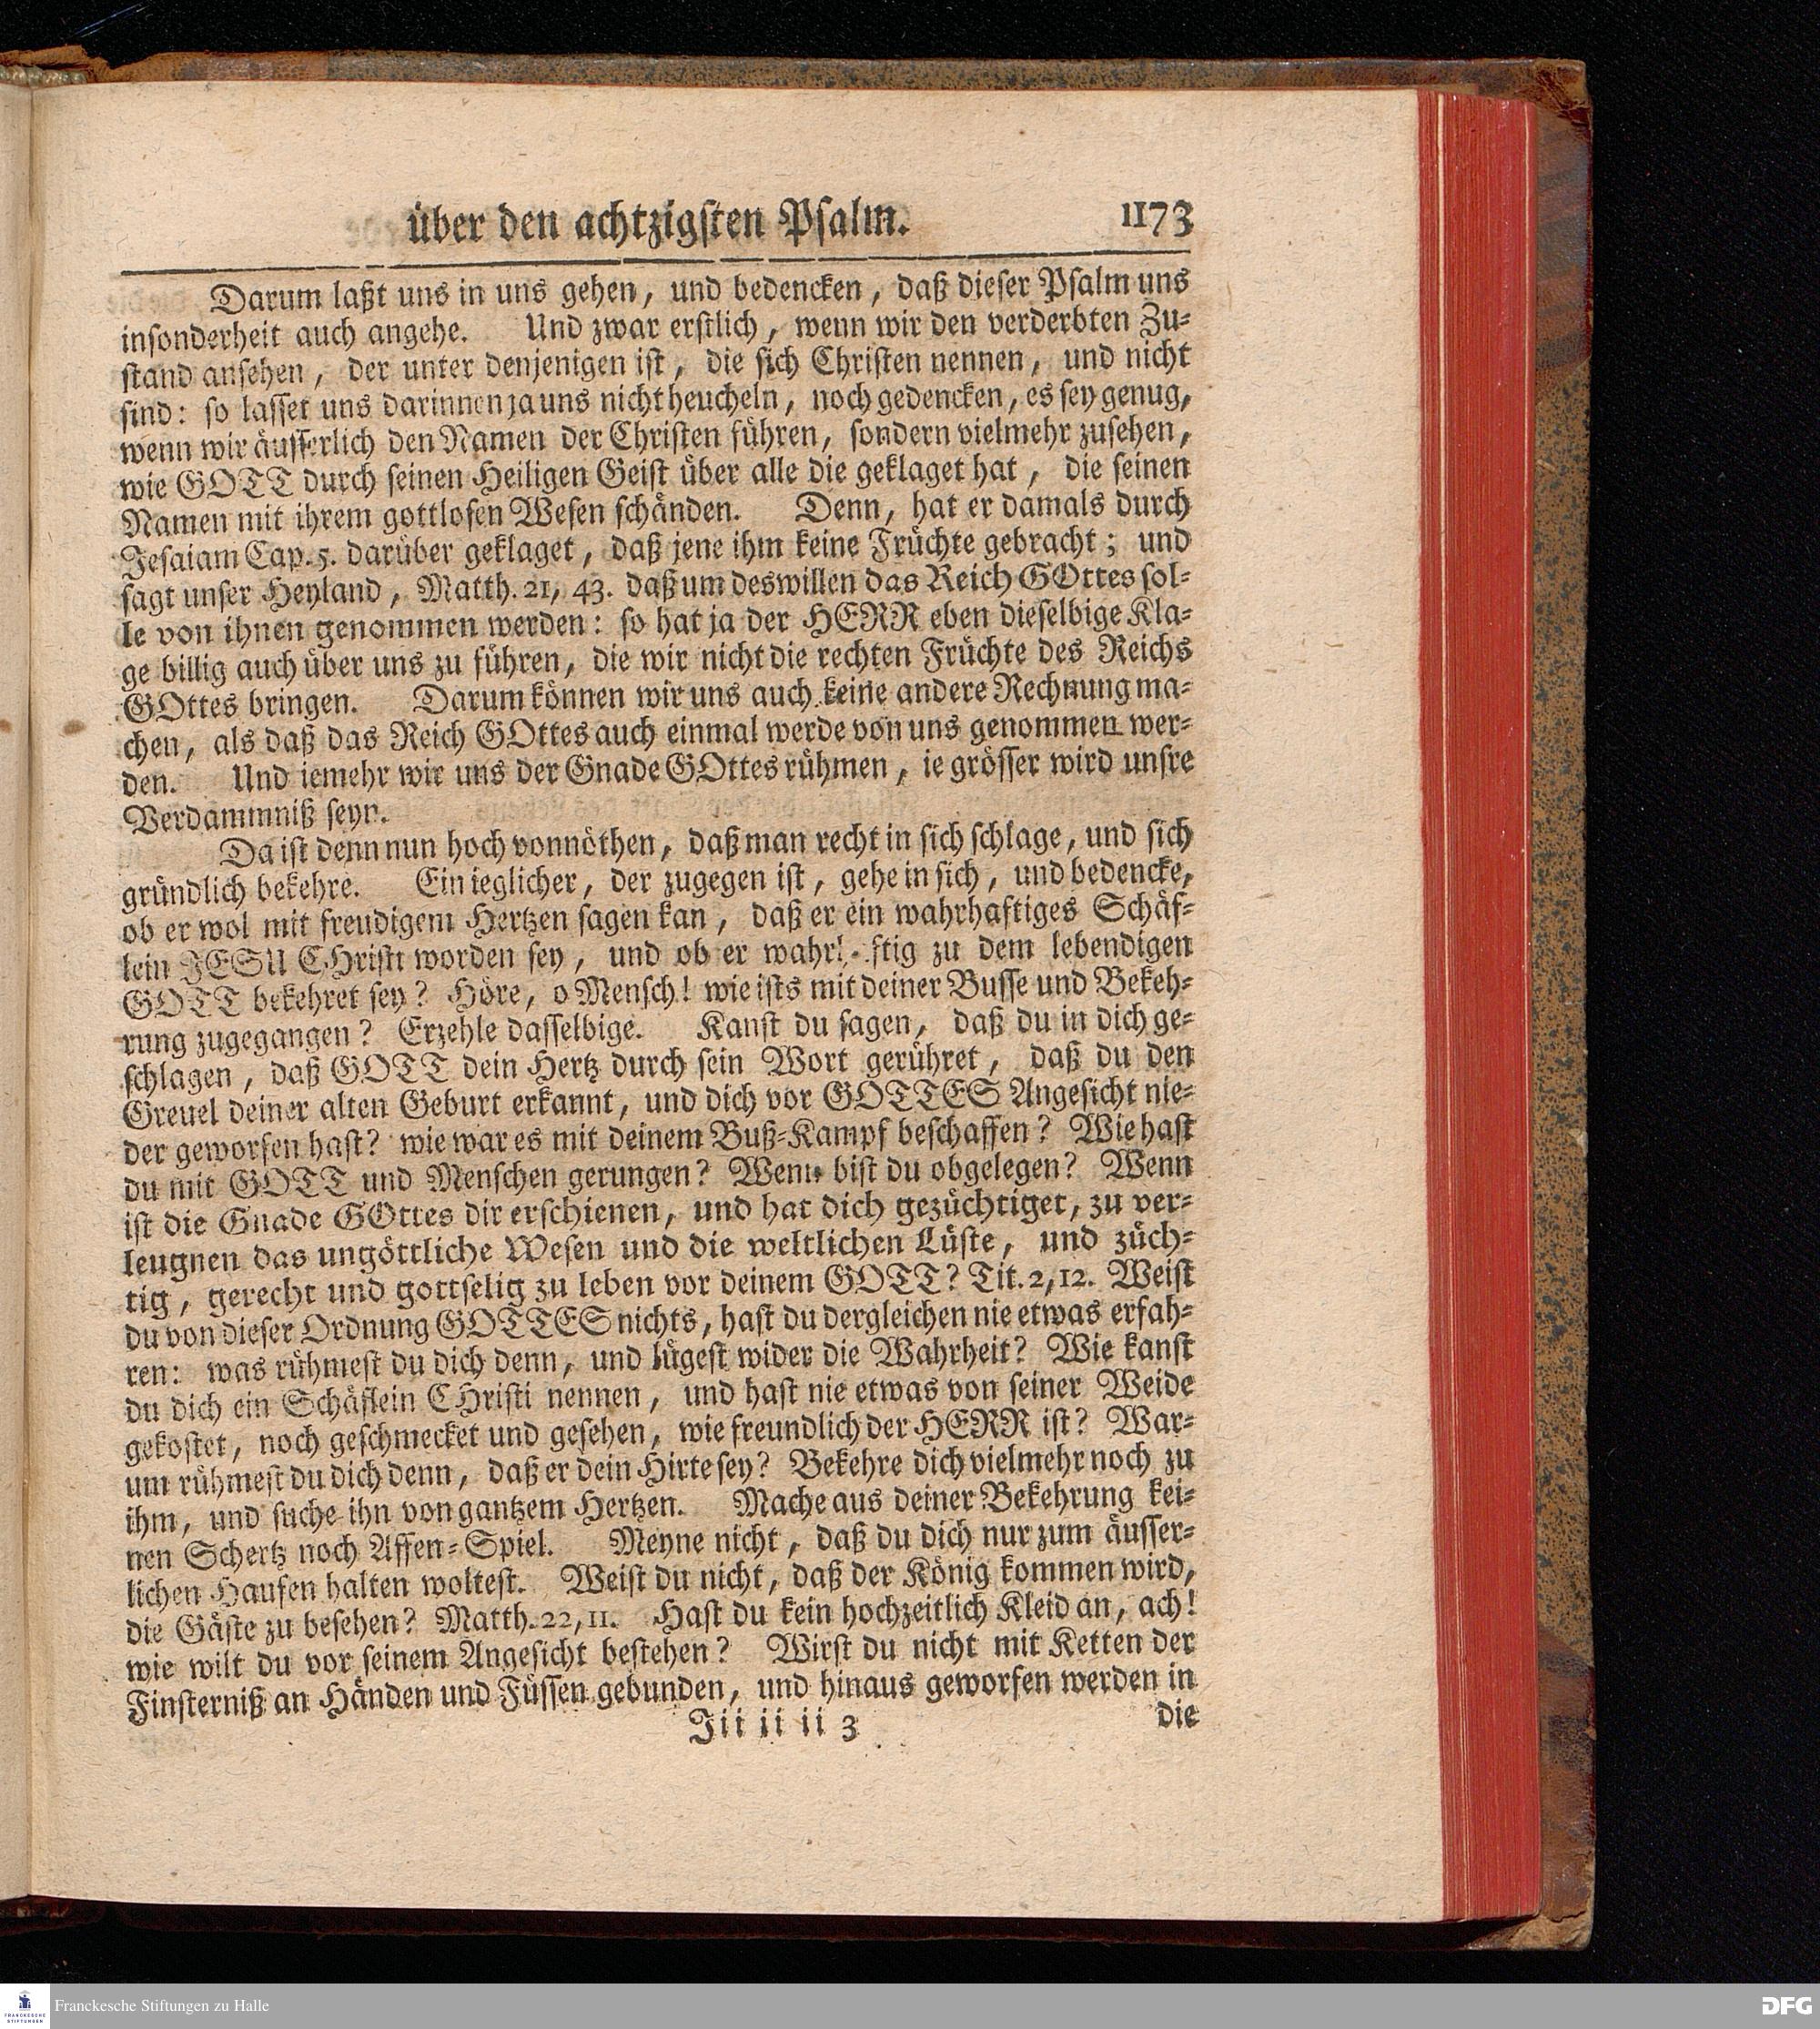 über den achtzigsten Psalm. 1173
Darum laßt uns in uns gehen, und bedencken, daß dieser Psalm uns
insonderheit auch angehe. Und zwar erstlich, wenn wir den verderbten Zu-
stand ansehen, der unter denjenigen ist, die sich Christen nennen, und nicht
sind: so lasset uns darinnen ja uns nicht heucheln, noch gedencken, es sey genug,
wenn wir äusserlich den Namen der Christen führen, sondern vielmehr zusehen,
wie GOTT durch seinen Heiligen Geist über alle die geklaget hat, die seinen
Namen mit ihrem gottlosen Wesen schänden. Denn, hat er damals durch
Jesaiam Cap. 5. darüber geklaget, daß jene ihm keine Früchte gebracht; und
sagt unser Heyland, Matth. 21, 43. daß um deswillen das Reich GOttes sol-
le von ihnen genommen werden: so hat ja der HERR eben dieselbige Kla-
ge billig auch über uns zu führen, die wir nicht die rechten Früchte des Reichs
GOttes bringen. Darum können wir uns auch keine andere Rechnung ma-
chen, als daß das Reich GOttes auch einmal werde von uns genommen wer-
den. Und iemehr wir uns der Gnade GOttes rühmen, ie grösser wird unsre
Verdammniß seyn.
Da ist denn nun hoch vonnöthen, daß man recht in sich schlage, und sich
gründlich bekehre. Ein ieglicher, der zugegen ist, gehe in sich, und bedencke,
ob er wol mit freudigem Hertzen sagen kan, daß er ein wahrhaftiges Schäf-
lein JESU CHristi worden sey, und ob er wahrhaftig zu dem lebendigen
GOTT bekehret sey? Höre, o Mensch! wie ists mit deiner Busse und Bekeh-
rung zugegangen? Erzehle dasselbige. Kanst du sagen, daß du in dich ge-
schlagen, daß GOTT dein Hertz durch sein Wort gerühret, daß du den
Greuel deiner alten Geburt erkannt, und dich vor GOTTES Angesicht nie-
der geworfen hast? wie war es mit deinem Buß-Kampf beschaffen? Wie hast
du mit GOTT und Menschen gerungen? Wenn bist du obgelegen? Wenn
ist die Gnade GOttes dir erschienen, und hat dich gezüchtiget, zu ver-
leugnen das ungöttliche Wesen und die weltlichen Lüste, und züch-
tig, gerecht und gottselig zu leben vor deinem GOTT? Tit. 2, 12. Weist
du von dieser Ordnung GOTTES nichts, hast du dergleichen nie etwas erfah-
ren: was rühmest du dich denn, und lügest wider die Wahrheit? Wie kanst
du dich ein Schäflein CHristi nennen, und hast nie etwas von seiner Weide
gekostet, noch geschmecket und gesehen, wie freundlich der HERR ist? War-
um rühmest du dich denn, daß er dein Hirte sey? Bekehre dich vielmehr noch zu
ihm, und suche ihn von gantzem Hertzen. Mache aus deiner Bekehrung kei-
nen Schertz noch Affen-Spiel. Meyne nicht, daß du dich nur zum äusser-
lichen Haufen halten woltest. Weist du nicht, daß der König kommen wird,
die Gäste zu besehen? Matth. 22, 11. Hast du kein hochzeitlich Kleid an, ach!
wie wilt du vor seinem Angesicht bestehen? Wirst du nicht mit Ketten der
Finsterniß an Händen und Füssen gebunden, und hinaus geworfen werden in
Jii ii ii 3 die
FRANCKESCHE
STIFTUNGEN
Franckesche Stiftungen zu Halle
DFG